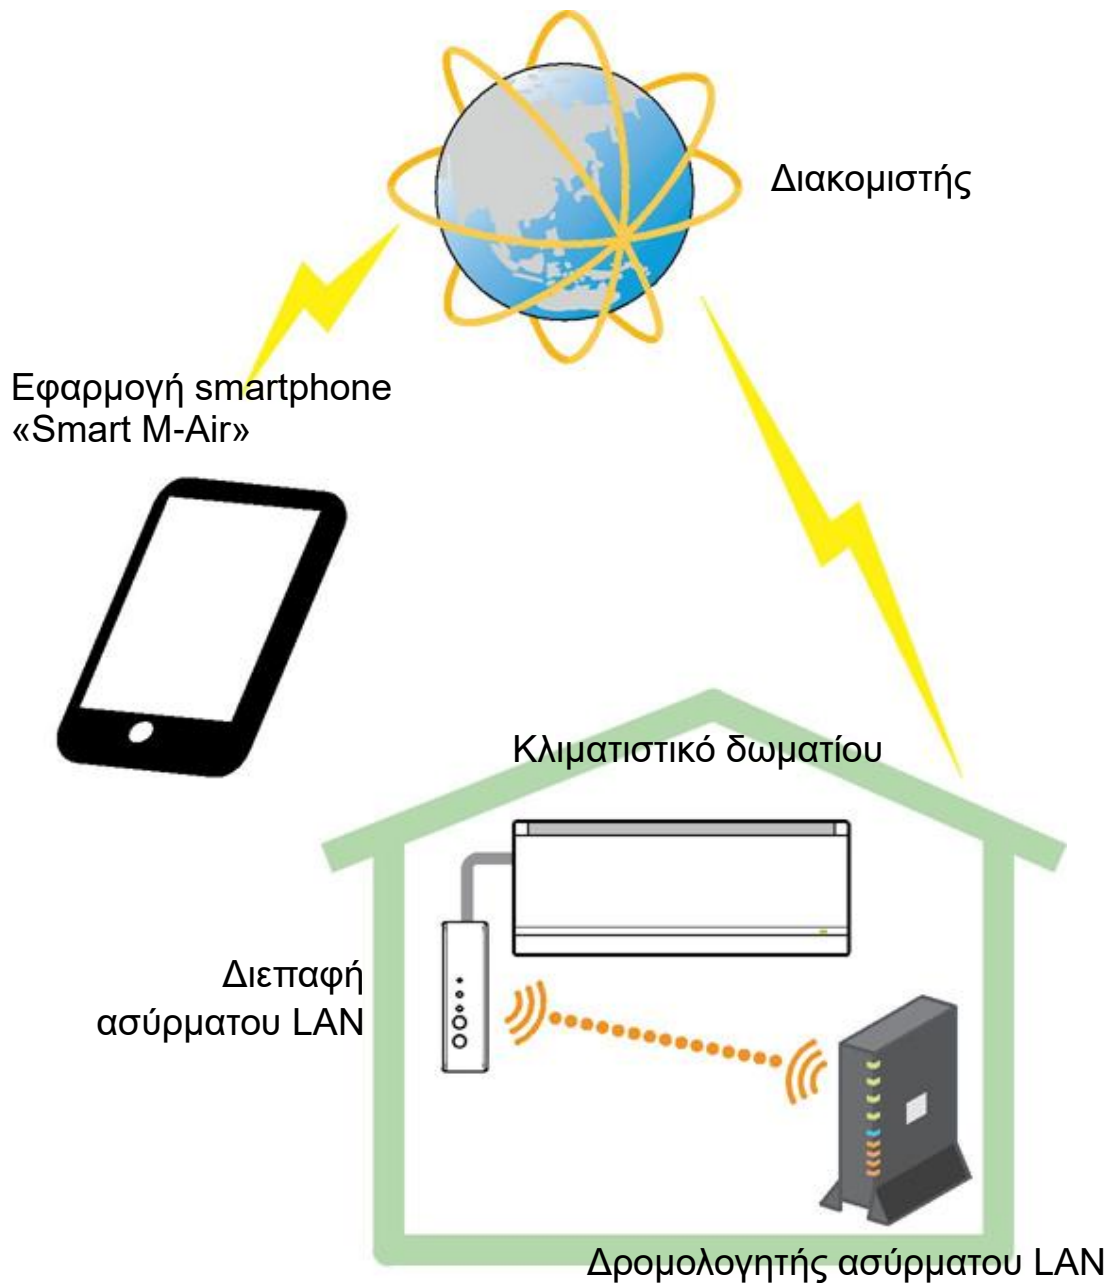 Διακομιστής
Εφαρμογή smartphone
«Smart M-Air»
Κλιματιστικό δωματίου
Διεπαφή
ασύρματου LAN
Δρομολογητής ασύρματου LAN